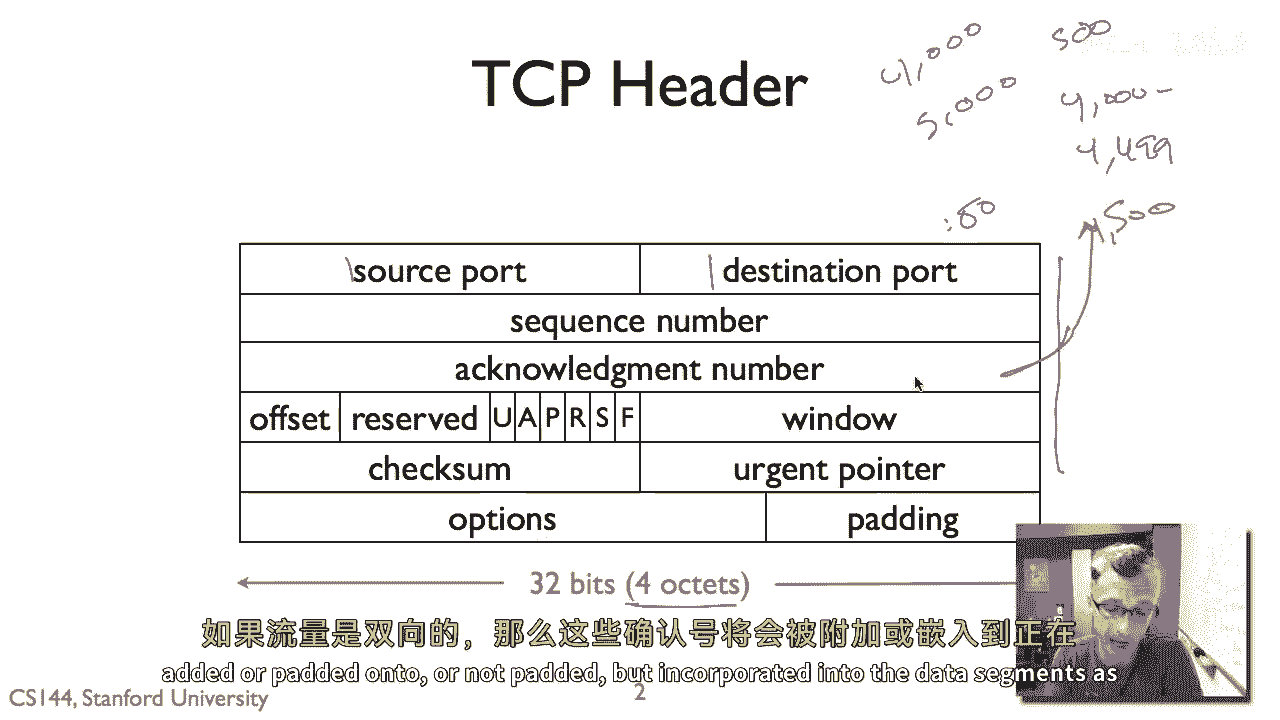 TCP Header
4,000
500
5,000
4,000-
4,499
:80
4,500
source port
destination port
sequence number
acknowledgment number
offset
reserved
U A P R S F
window
checksum
urgent pointer
options
padding
32 bits (4 octets)
如果流量是双向的，那么这些确认号将会被附加或嵌入到正在
added or padded onto, or not padded, but incorporated into the data segments as
CS144, Stanford University
2